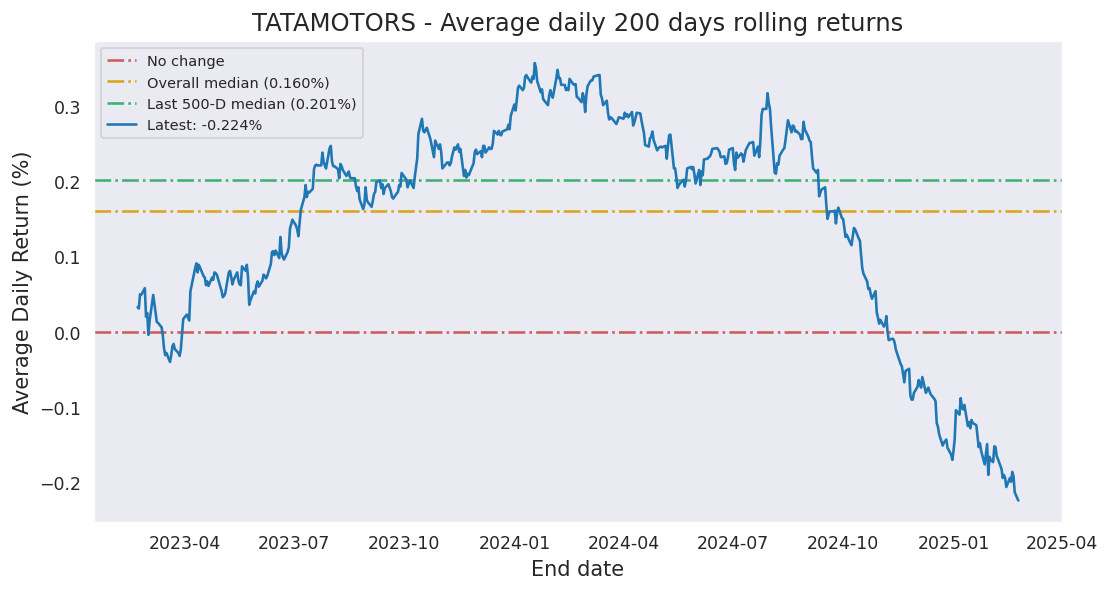 TATAMOTORS - Average daily 200 days rolling returns
No change
Overall median (0.160%)
Last 500-D median (0.201%)
Latest: -0.224%
Average Daily Return (%)
0.3
0.2
0.1
0.0
−0.1
−0.2
2023-04 2023-07 2023-10 2024-01 2024-04 2024-07 2024-10 2025-01 2025-04
End date